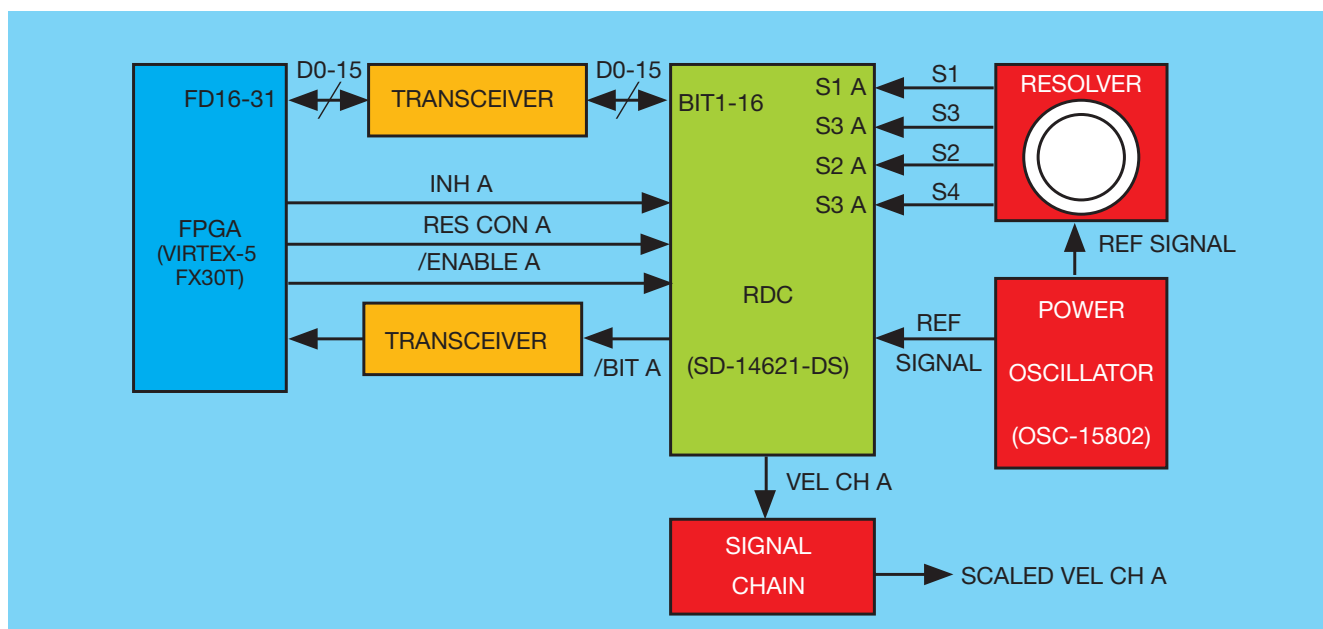 D0-15
D0-15
FD16-31
TRANSCEIVER
BIT1-16
S1 A
S3 A
S2 A
S3 A
S1
S3
S2
S4
RESOLVER
INH A
RES CON A
/ENABLE A
FPGA
(VIRTEX-5
FX30T)
TRANSCEIVER
/BIT A
RDC
(SD-14621-DS)
REF
SIGNAL
REF SIGNAL
POWER
OSCILLATOR
(OSC-15802)
VEL CH A
SIGNAL
CHAIN
SCALED VEL CH A